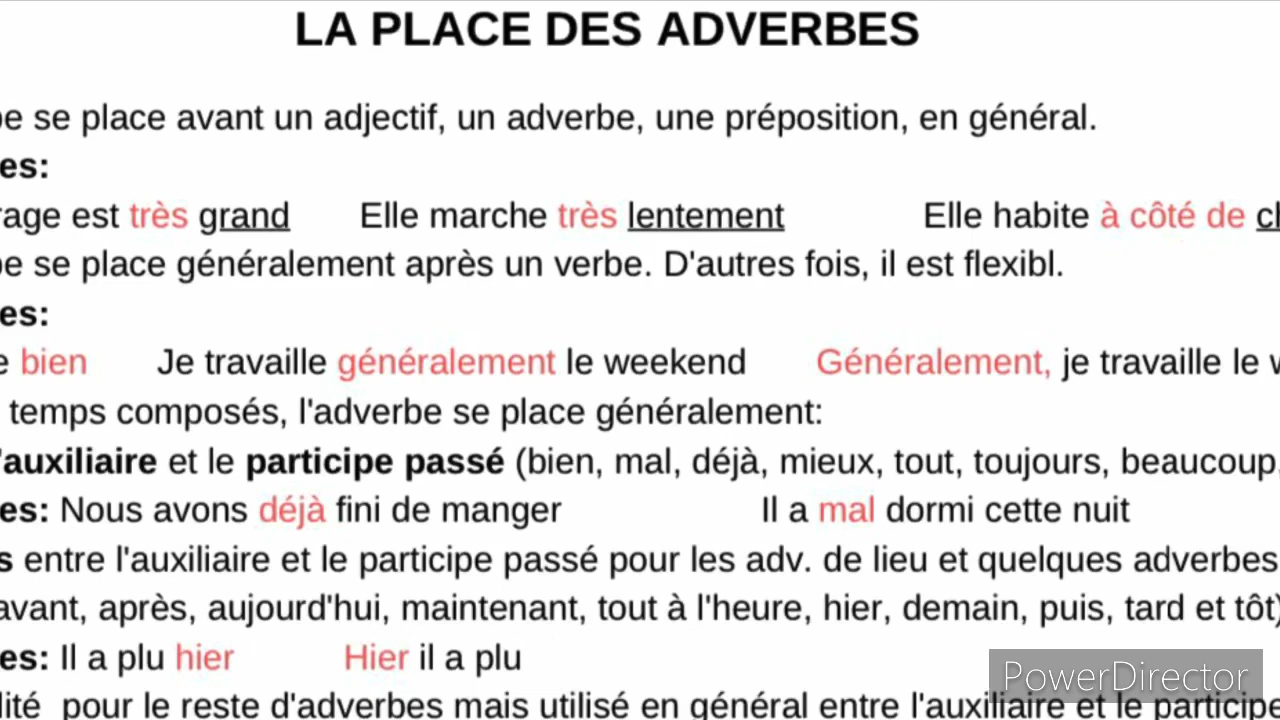 LA PLACE DES ADVERBES
be se place avant un adjectif, un adverbe, une préposition, en général.
es:
rage est très grand Elle marche très lentement Elle habite à côté de
be se place généralement après un verbe. D'autres fois, il est flexibl.
es:
e bien Je travaille généralement le weekend Généralement, je travaille le
temps composés, l'adverbe se place généralement:
'auxiliaire et le participe passé (bien, mal, déjà, mieux, tout, toujours, beaucoup,
es: Nous avons déjà fini de manger Il a mal dormi cette nuit
s entre l'auxiliaire et le participe passé pour les adv. de lieu et quelques adverbes
avant, après, aujourd'hui, maintenant, tout à l'heure, hier, demain, puis, tard et tôt)
es: Il a plu hier Hier il a plu
lité pour le reste d'adverbes mais utilisé en général entre l'auxiliaire et le participe
PowerDirector